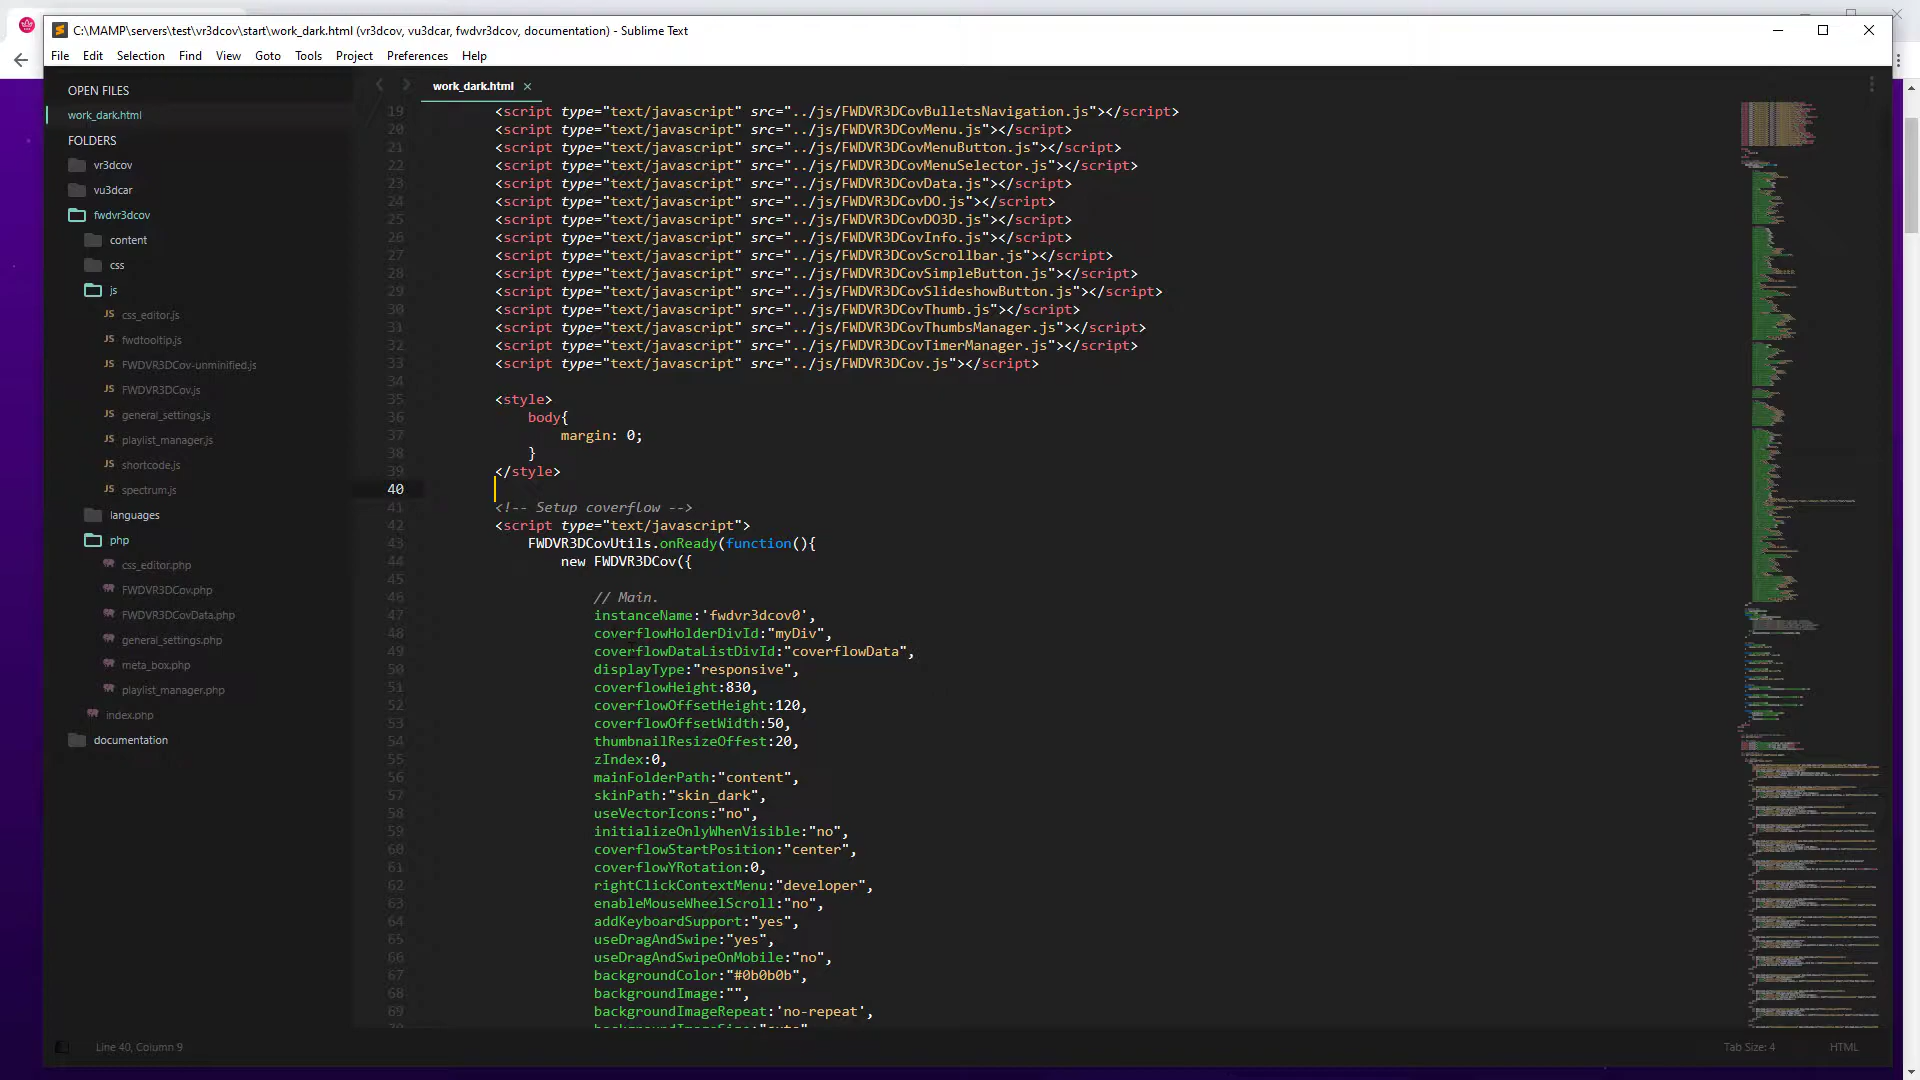 C:\MAMP\servers\test\vr3dcov\start\work_dark.html (vr3dcov, vu3dcar, fwdvr3dcov, documentation) - Sublime Text
File Edit Selection Find View Goto Tools Project Preferences Help
OPEN FILES
work_dark.html
FOLDERS
vr3dcov
vu3dcar
fwdvr3dcov
content
css
js
JS css_editor.js
JS fwdtooltip.js
JS FWDVR3DCov-unminified.js
JS FWDVR3DCov.js
JS general_settings.js
JS playlist_manager.js
JS shortcode.js
JS spectrum.js
languages
php
css_editor.php
FWDVR3DCov.php
FWDVR3DCovData.php
general_settings.php
meta_box.php
playlist_manager.php
index.php
documentation
work_dark.html ×
19 <script type="text/javascript" src="../js/FWDVR3DCovBulletsNavigation.js"></script>
20 <script type="text/javascript" src="../js/FWDVR3DCovMenu.js"></script>
21 <script type="text/javascript" src="../js/FWDVR3DCovMenuButton.js"></script>
22 <script type="text/javascript" src="../js/FWDVR3DCovMenuSelector.js"></script>
23 <script type="text/javascript" src="../js/FWDVR3DCovData.js"></script>
24 <script type="text/javascript" src="../js/FWDVR3DCovDO.js"></script>
25 <script type="text/javascript" src="../js/FWDVR3DCovDO3D.js"></script>
26 <script type="text/javascript" src="../js/FWDVR3DCovInfo.js"></script>
27 <script type="text/javascript" src="../js/FWDVR3DCovScrollbar.js"></script>
28 <script type="text/javascript" src="../js/FWDVR3DCovSimpleButton.js"></script>
29 <script type="text/javascript" src="../js/FWDVR3DCovSlideshowButton.js"></script>
30 <script type="text/javascript" src="../js/FWDVR3DCovThumb.js"></script>
31 <script type="text/javascript" src="../js/FWDVR3DCovThumbsManager.js"></script>
32 <script type="text/javascript" src="../js/FWDVR3DCovTimerManager.js"></script>
33 <script type="text/javascript" src="../js/FWDVR3DCov.js"></script>
34
35 <style>
36 body{
37 margin: 0;
38 }
39 </style>
40
41 <!-- Setup coverflow -->
42 <script type="text/javascript">
43 FWDVR3DCovUtils.onReady(function(){
44 new FWDVR3DCov({
45
46 // Main.
47 instanceName:'fwdvr3dcov0',
48 coverflowHolderDivId:"myDiv",
49 coverflowDataListDivId:"coverflowData",
50 displayType:"responsive",
51 coverflowHeight:830,
52 coverflowOffsetHeight:120,
53 coverflowOffsetWidth:50,
54 thumbnailResizeOffest:20,
55 zIndex:0,
56 mainFolderPath:"content",
57 skinPath:"skin_dark",
58 useVectorIcons:"no",
59 initializeOnlyWhenVisible:"no",
60 coverflowStartPosition:"center",
61 coverflowYRotation:0,
62 rightClickContextMenu:"developer",
63 enableMouseWheelScroll:"no",
64 addKeyboardSupport:"yes",
65 useDragAndSwipe:"yes",
66 useDragAndSwipeOnMobile:"no",
67 backgroundColor:"#0b0b0b",
68 backgroundImage:"",
69 backgroundImageRepeat:'no-repeat',
Line 40, Column 9
Tab Size: 4
HTML